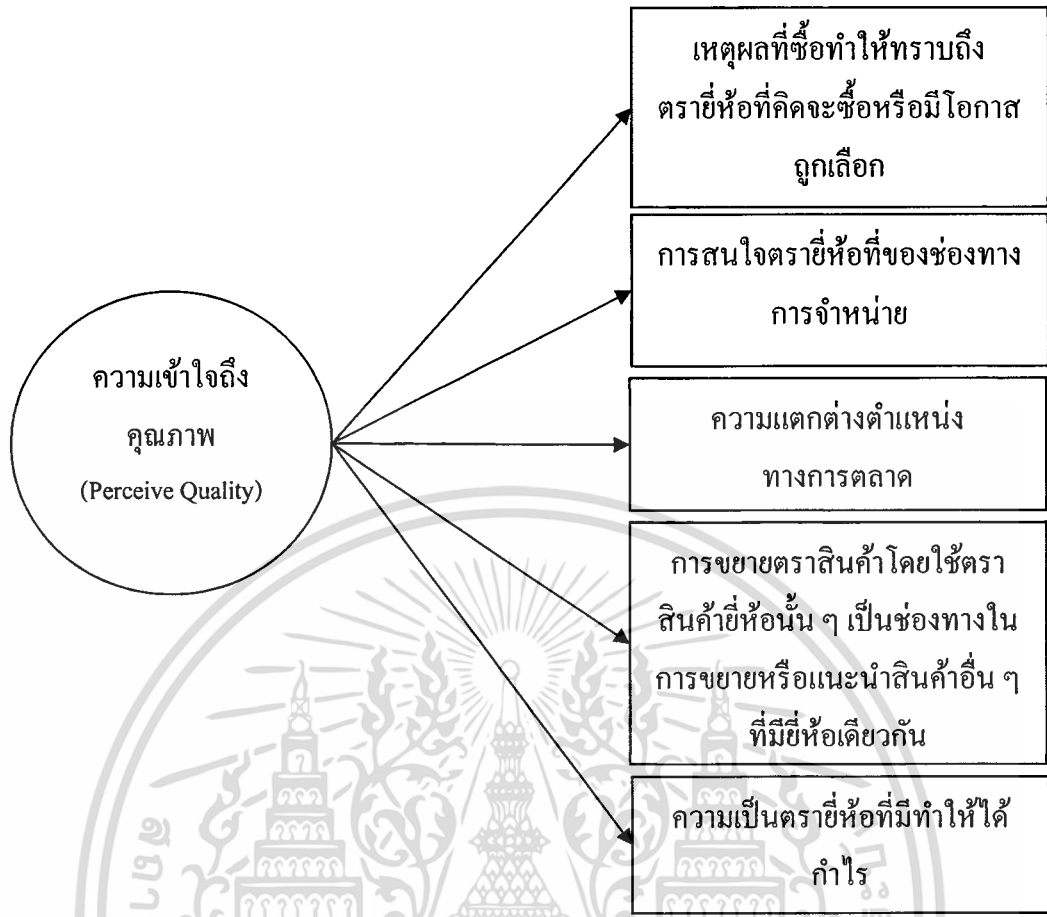 เหตุผลที่ซื้อทำให้ทราบถึง
ตรายี่ห้อที่คิดจะซื้อหรือมีโอกาส
ถูกเลือก
การสนใจตรายี่ห้อที่ของช่องทาง
การจำหน่าย
ความเข้าใจถึง
คุณภาพ
(Perceive Quality)
ความแตกต่างตำแหน่ง
ทางการตลาด
การขยายตราสินค้าโดยใช้ตรา
สินค้ายี่ห้อนั้น ๆ เป็นช่องทางใน
การขยายหรือแนะนำสินค้าอื่น ๆ
ที่มียี่ห้อเดียวกัน
ความเป็นตรายี่ห้อที่มีทำให้ได้
กำไร